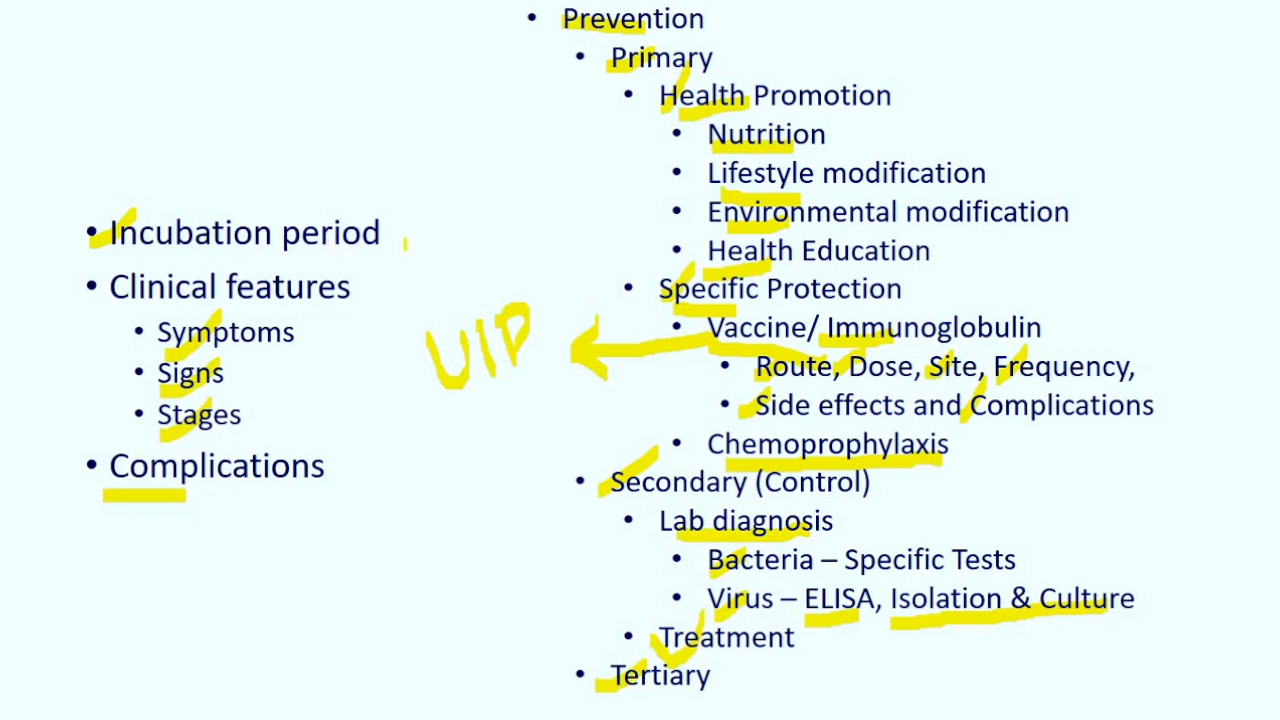 • Incubation period
• Clinical features
• Symptoms
• Signs
• Stages
• Complications
UIP
• Prevention
• Primary
• Health Promotion
• Nutrition
• Lifestyle modification
• Environmental modification
• Health Education
• Specific Protection
• Vaccine/ Immunoglobulin
• Route, Dose, Site, Frequency,
• Side effects and Complications
• Chemoprophylaxis
• Secondary (Control)
• Lab diagnosis
• Bacteria – Specific Tests
• Virus – ELISA, Isolation & Culture
• Treatment
• Tertiary